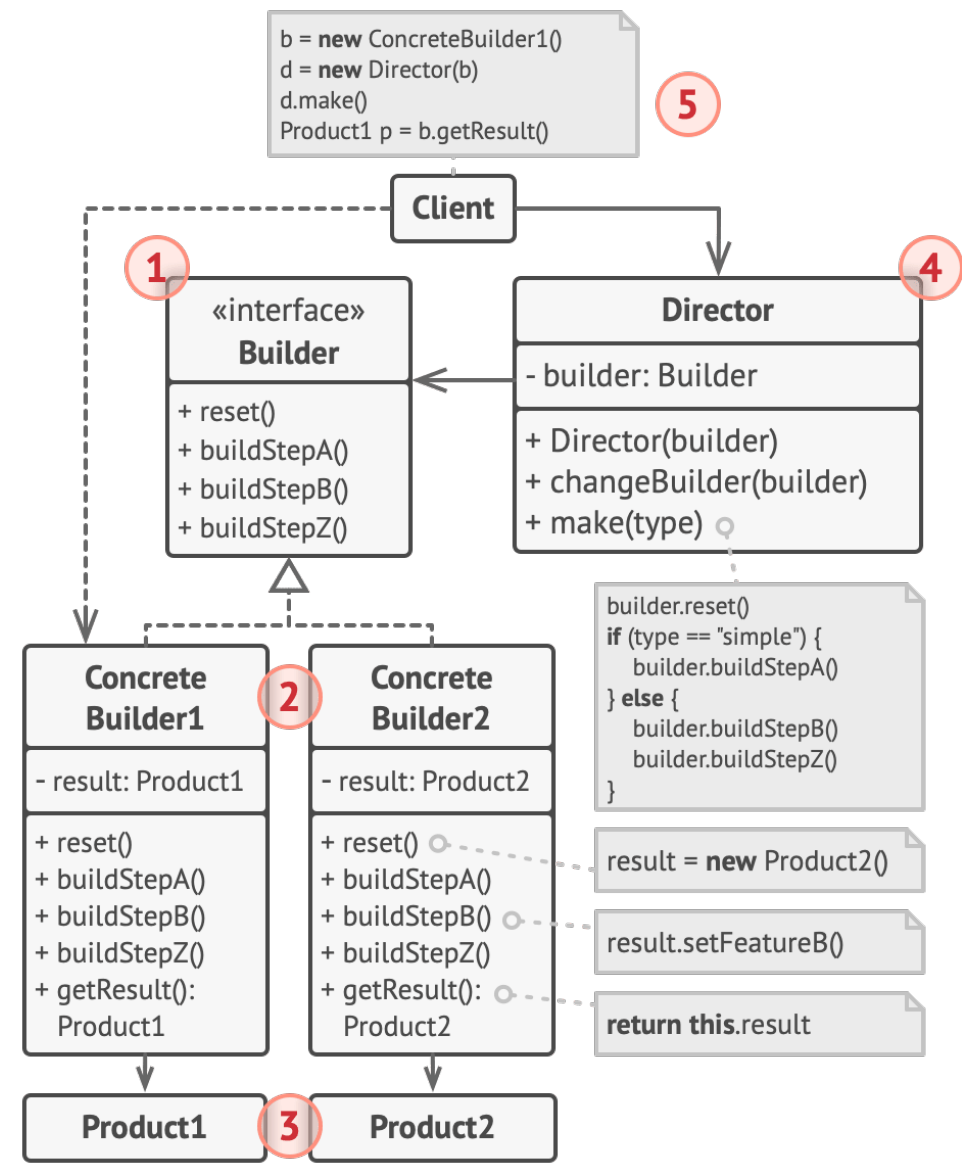 b = new ConcreteBuilder1()
d = new Director(b)
d.make()
Product1 p = b.getResult()
5
Client
1
«interface»
Builder
+ reset()
+ buildStepA()
+ buildStepB()
+ buildStepZ()
4
Director
- builder: Builder
+ Director(builder)
+ changeBuilder(builder)
+ make(type)
builder.reset()
if (type == "simple") {
builder.buildStepA()
} else {
builder.buildStepB()
builder.buildStepZ()
}
Concrete
Builder1
- result: Product1
+ reset()
+ buildStepA()
+ buildStepB()
+ buildStepZ()
+ getResult():
Product1
2
Concrete
Builder2
- result: Product2
+ reset()
+ buildStepA()
+ buildStepB()
+ buildStepZ()
+ getResult():
Product2
result = new Product2()
result.setFeatureB()
return this.result
Product1
3
Product2